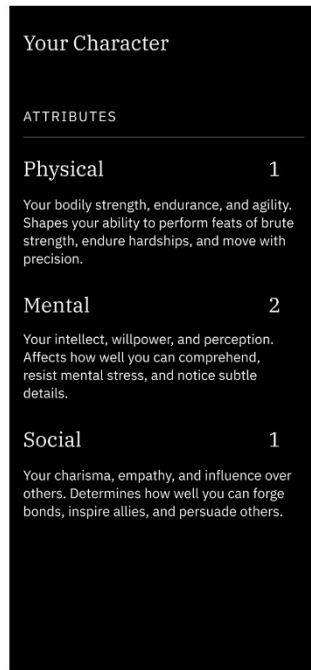 Your Character
ATTRIBUTES
Physical 1
Your bodily strength, endurance, and agility.
Shapes your ability to perform feats of brute
strength, endure hardships, and move with
precision.
Mental 2
Your intellect, willpower, and perception.
Affects how well you can comprehend,
resist mental stress, and notice subtle
details.
Social 1
Your charisma, empathy, and influence over
others. Determines how well you can forge
bonds, inspire allies, and persuade others.